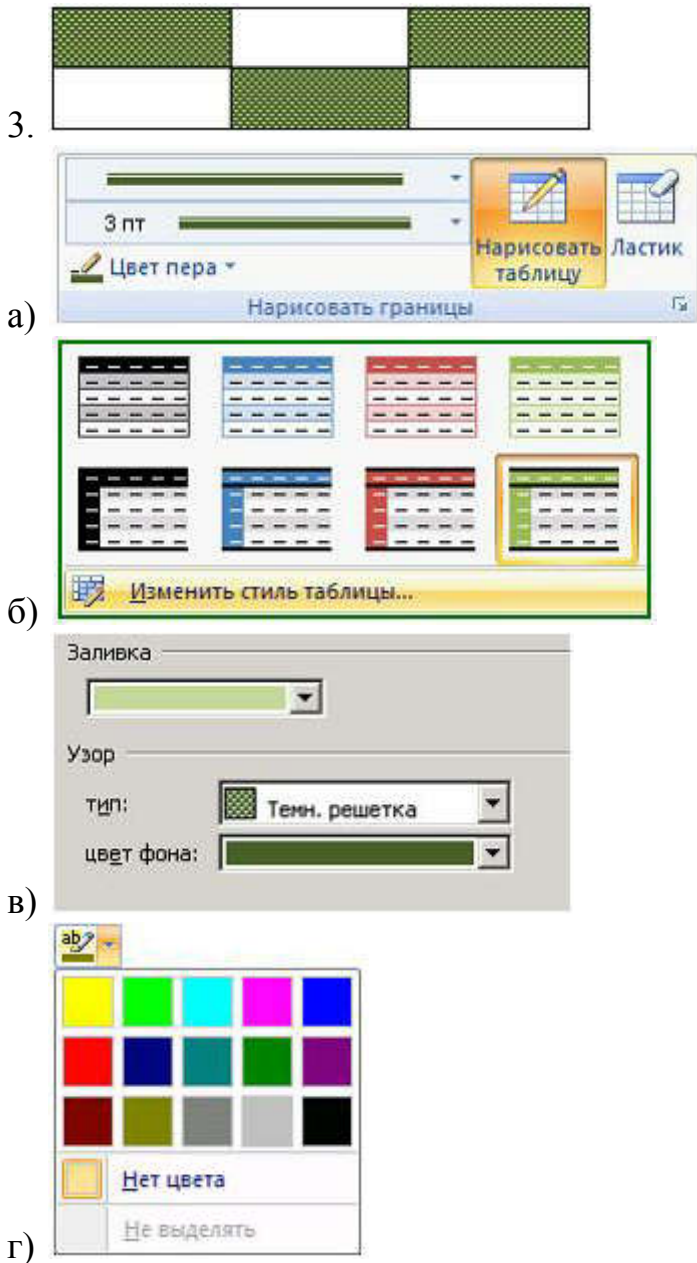 3.
3 пт
Цвет пера
Нарисовать таблицу
Ластик
Нарисовать границы
а)
Изменить стиль таблицы...
б)
Заливка
Узор
тип:
Темн. решетка
цвет фона:
в)
ab
Нет цвета
Не выделять
г)